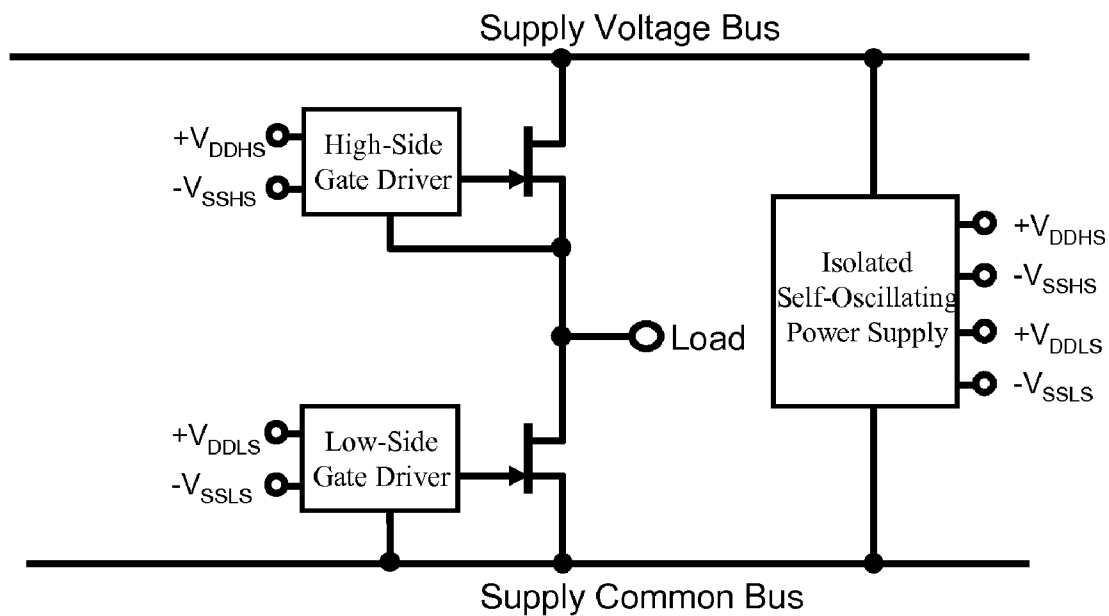 Supply Voltage Bus
+VDDHS
-VSSHS
High-Side
Gate Driver
Isolated
Self-Oscillating
Power Supply
+VDDHS
-VSSHS
+VDDLS
-VSSLS
Load
+VDDLS
-VSSLS
Low-Side
Gate Driver
Supply Common Bus